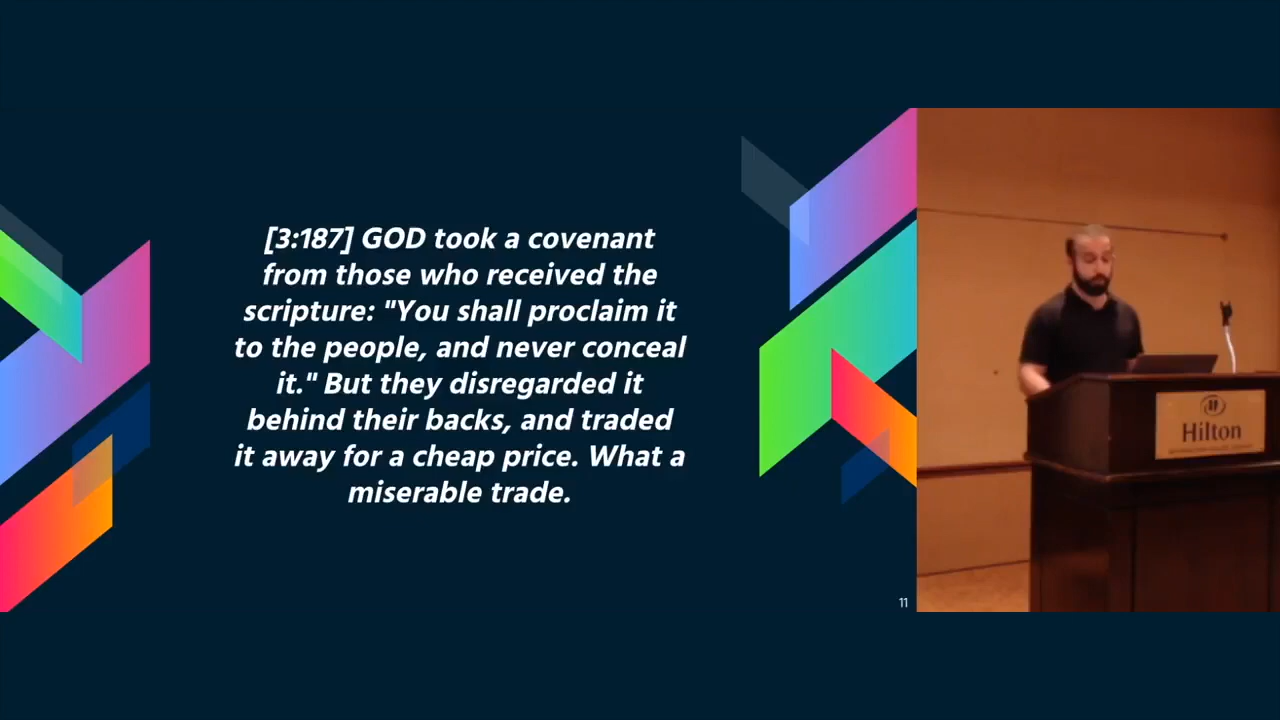 [3:187] GOD took a covenant
from those who received the
scripture: "You shall proclaim it
to the people, and never conceal
it." But they disregarded it
behind their backs, and traded
it away for a cheap price. What a
miserable trade.
11
Hilton